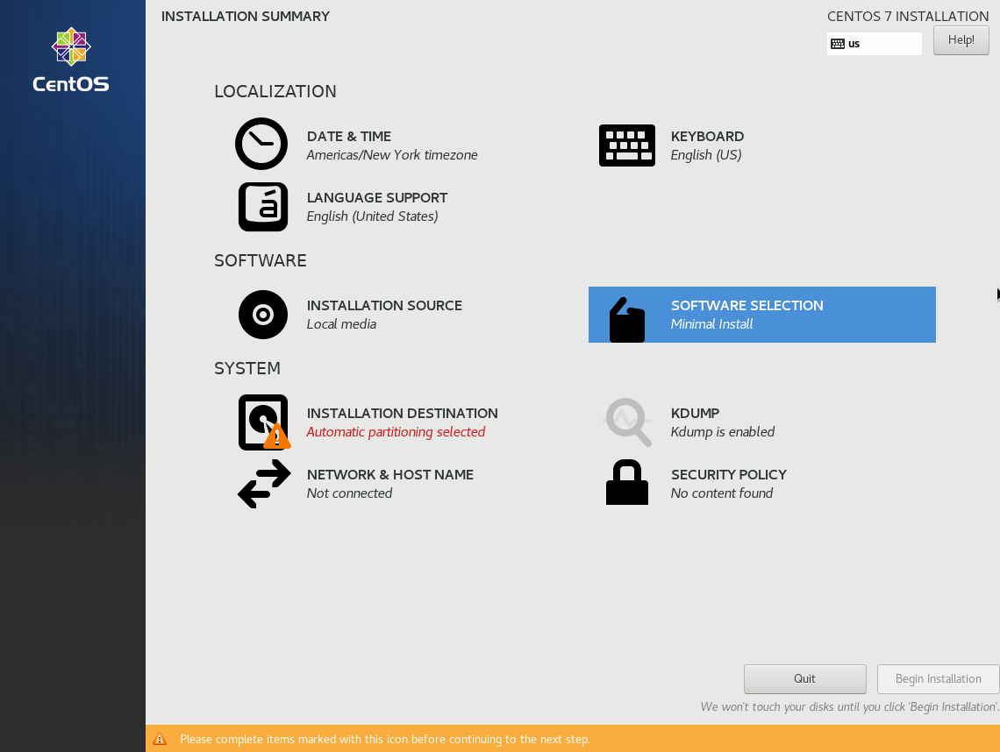 INSTALLATION SUMMARY
CENTOS 7 INSTALLATION
us
Help!
CentOS
LOCALIZATION
DATE & TIME
Americas/New York timezone
KEYBOARD
English (US)
á
LANGUAGE SUPPORT
English (United States)
SOFTWARE
INSTALLATION SOURCE
Local media
SOFTWARE SELECTION
Minimal Install
SYSTEM
INSTALLATION DESTINATION
Automatic partitioning selected
KDUMP
Kdump is enabled
NETWORK & HOST NAME
Not connected
SECURITY POLICY
No content found
Quit
Begin Installation
We won't touch your disks until you click 'Begin Installation'.
Please complete items marked with this icon before continuing to the next step.